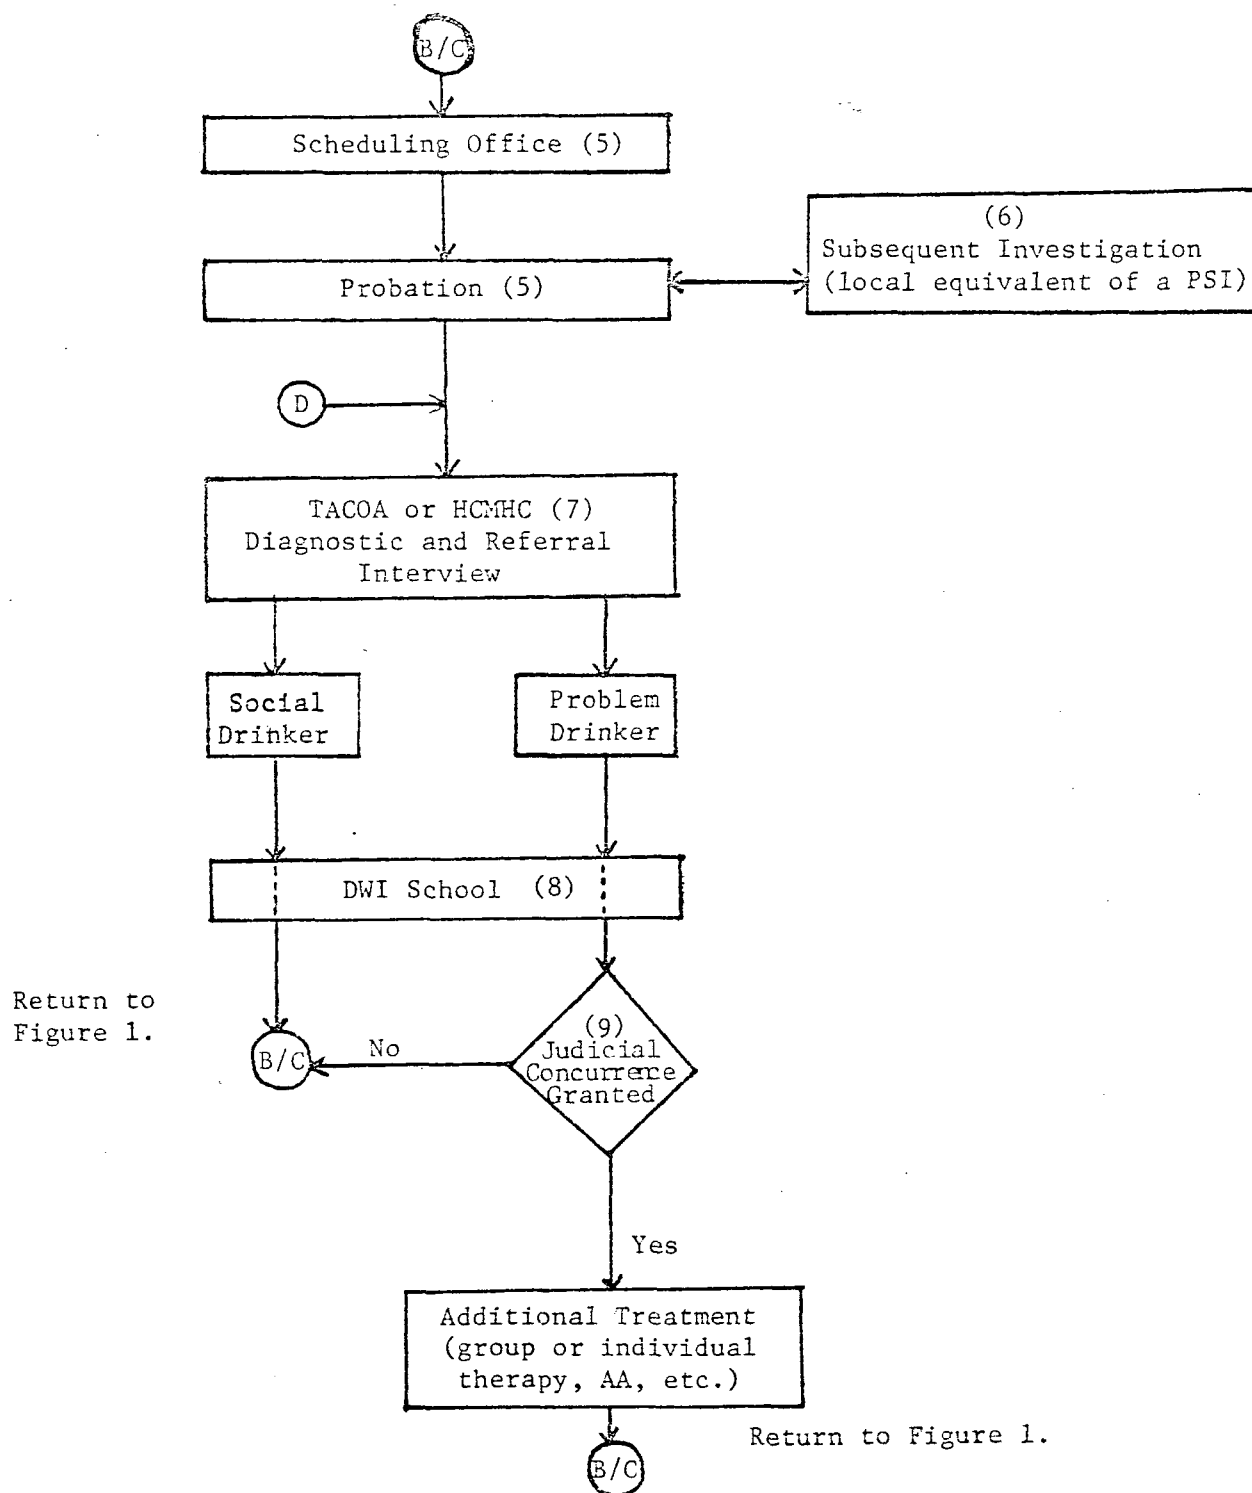 B/C
Scheduling Office (5)
(6)
Subsequent Investigation
(local equivalent of a PSI)
Probation (5)
D
TACOA or HCMHC (7)
Diagnostic and Referral
Interview
Social
Drinker
Problem
Drinker
DWI School (8)
Return to
Figure 1.
B/C
No
(9)
Judicial
Concurrence
Granted
Yes
Additional Treatment
(group or individual
therapy, AA, etc.)
Return to Figure 1.
B/C